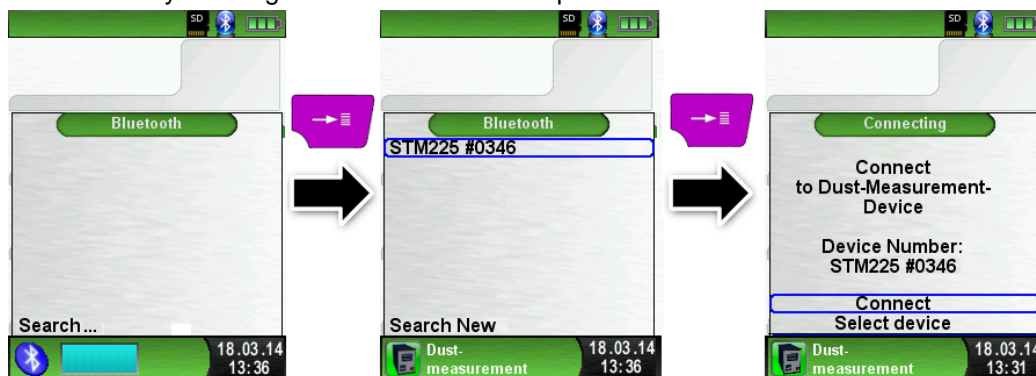 SD
Bluetooth
Search...
18.03.14
13:36
SD
Bluetooth
STM225 #0346
Search New
Dust-
measurement
18.03.14
13:36
SD
Connecting
Connect
to Dust-Measurement-
Device
Device Number:
STM225 #0346
Connect
Select device
Dust-
measurement
18.03.14
13:31